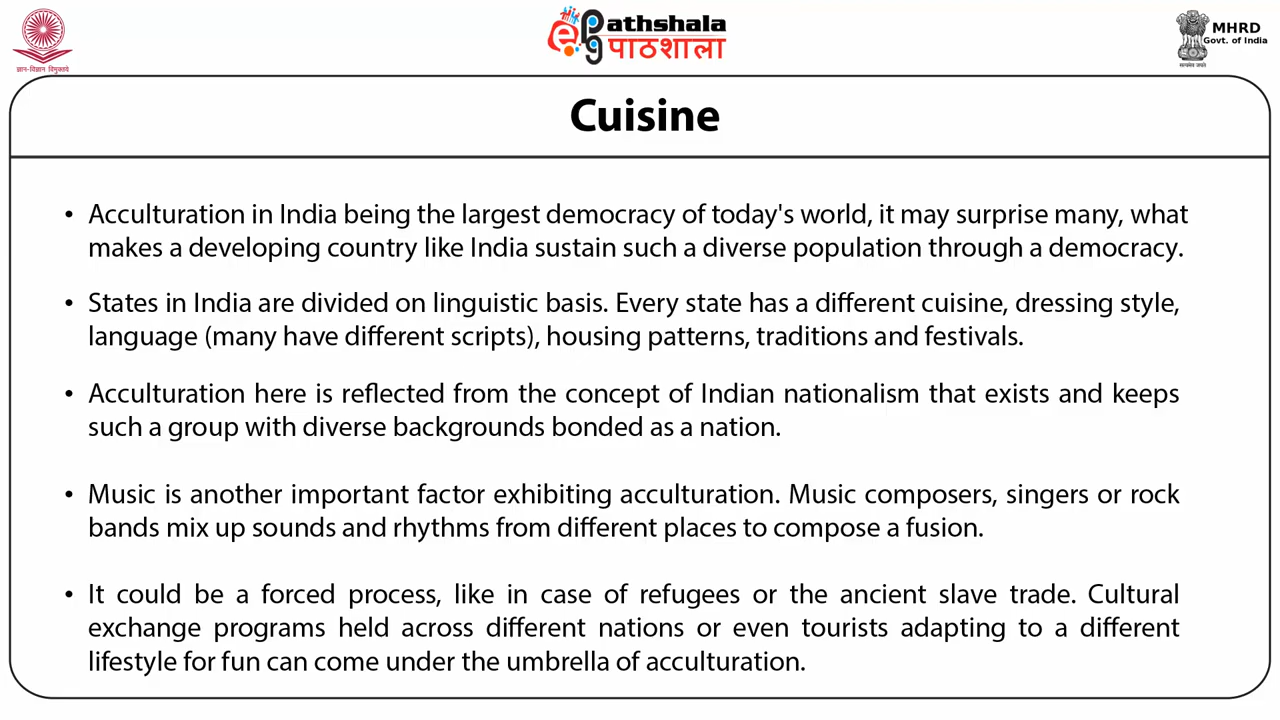 ज्ञान-विज्ञान विमुक्तये
epg Pathshala
पाठशाला
MHRD
Govt. of India
सत्यमेव जयते
Cuisine
• Acculturation in India being the largest democracy of today's world, it may surprise many, what
makes a developing country like India sustain such a diverse population through a democracy.
• States in India are divided on linguistic basis. Every state has a different cuisine, dressing style,
language (many have different scripts), housing patterns, traditions and festivals.
• Acculturation here is reflected from the concept of Indian nationalism that exists and keeps
such a group with diverse backgrounds bonded as a nation.
• Music is another important factor exhibiting acculturation. Music composers, singers or rock
bands mix up sounds and rhythms from different places to compose a fusion.
• It could be a forced process, like in case of refugees or the ancient slave trade. Cultural
exchange programs held across different nations or even tourists adapting to a different
lifestyle for fun can come under the umbrella of acculturation.